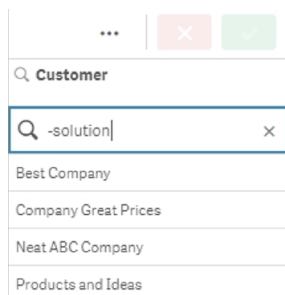 Customer
-solution
Best Company
Company Great Prices
Neat ABC Company
Products and Ideas